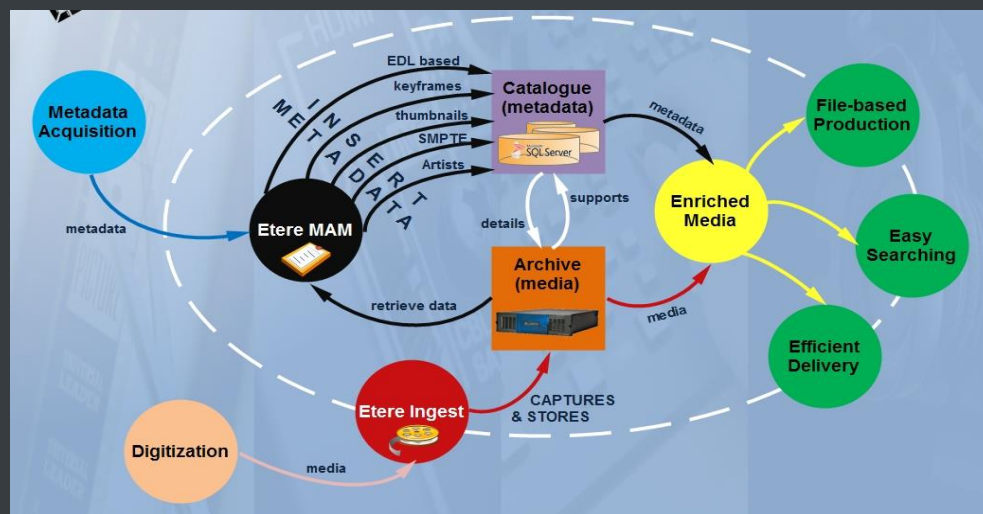 Metadata
Acquisition
metadata
INSERT
METADATA
Etere MAM
EDL based
keyframes
thumbnails
SMPTE
Artists
Catalogue
(metadata)
SQL Server
metadata
details
supports
Archive
(media)
retrieve data
media
Enriched
Media
File-based
Production
Easy
Searching
Efficient
Delivery
Etere Ingest
CAPTURES
& STORES
Digitization
media